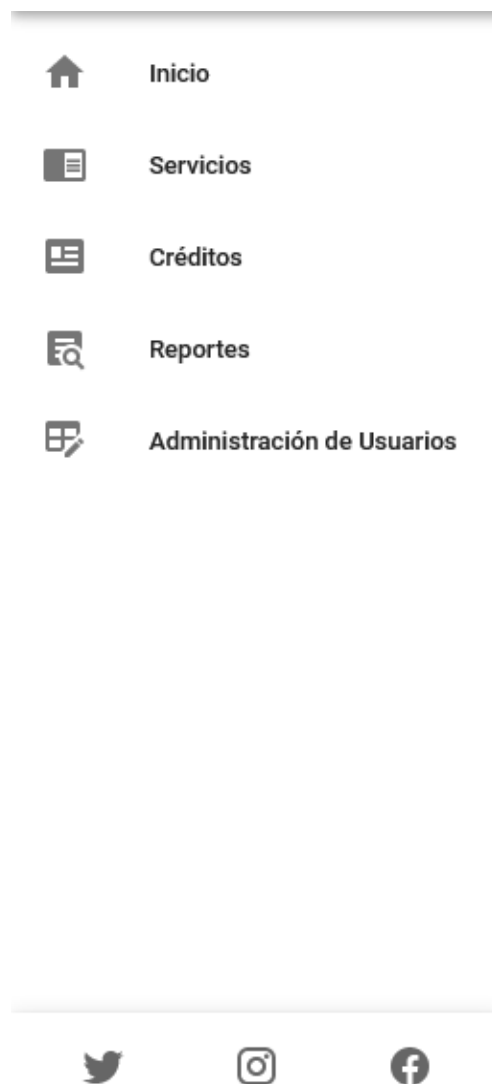 Inicio
Servicios
Créditos
Reportes
Administración de Usuarios